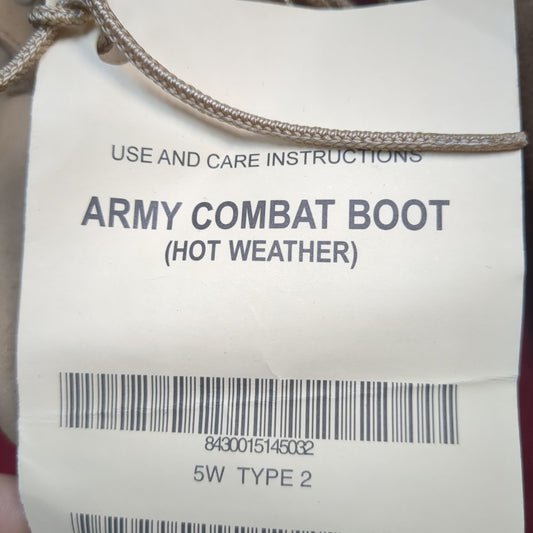 USE AND CARE INSTRUCTIONS
ARMY COMBAT BOOT
(HOT WEATHER)
8430015145032
5W TYPE 2